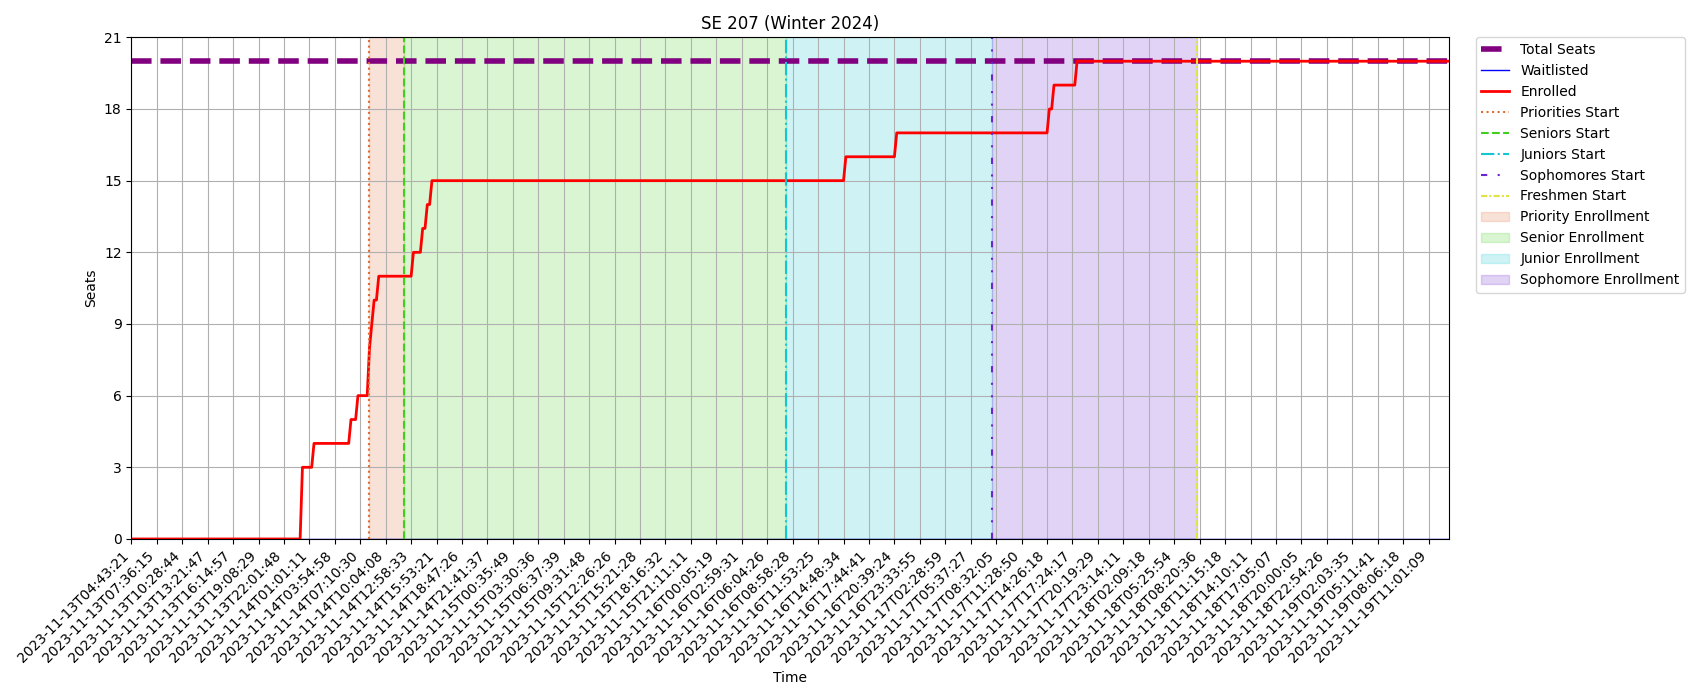 SE 207 (Winter 2024)
21
18
15
12
9
6
3
0
Seats
2023-11-13T04:43:21
2023-11-13T07:36:15
2023-11-13T10:28:44
2023-11-13T13:21:47
2023-11-13T16:14:57
2023-11-13T19:08:29
2023-11-13T22:01:48
2023-11-14T01:01:11
2023-11-14T03:54:58
2023-11-14T07:10:30
2023-11-14T10:04:08
2023-11-14T12:58:33
2023-11-14T15:53:21
2023-11-14T18:47:26
2023-11-14T21:41:37
2023-11-15T00:35:49
2023-11-15T03:30:36
2023-11-15T06:37:39
2023-11-15T09:31:48
2023-11-15T12:26:26
2023-11-15T15:21:28
2023-11-15T18:16:32
2023-11-15T21:11:11
2023-11-16T00:05:19
2023-11-16T02:59:31
2023-11-16T06:04:26
2023-11-16T08:58:28
2023-11-16T11:53:25
2023-11-16T14:48:34
2023-11-16T17:44:41
2023-11-16T20:39:24
2023-11-16T23:33:55
2023-11-17T02:28:59
2023-11-17T05:37:27
2023-11-17T08:32:05
2023-11-17T11:28:50
2023-11-17T14:26:18
2023-11-17T17:24:17
2023-11-17T20:19:29
2023-11-17T23:14:11
2023-11-18T02:09:18
2023-11-18T05:25:54
2023-11-18T08:20:36
2023-11-18T11:15:18
2023-11-18T14:10:11
2023-11-18T17:05:07
2023-11-18T20:00:05
2023-11-18T22:54:26
2023-11-19T02:03:35
2023-11-19T05:11:41
2023-11-19T08:06:18
2023-11-19T11:01:09
Time
Total Seats
Waitlisted
Enrolled
Priorities Start
Seniors Start
Juniors Start
Sophomores Start
Freshmen Start
Priority Enrollment
Senior Enrollment
Junior Enrollment
Sophomore Enrollment